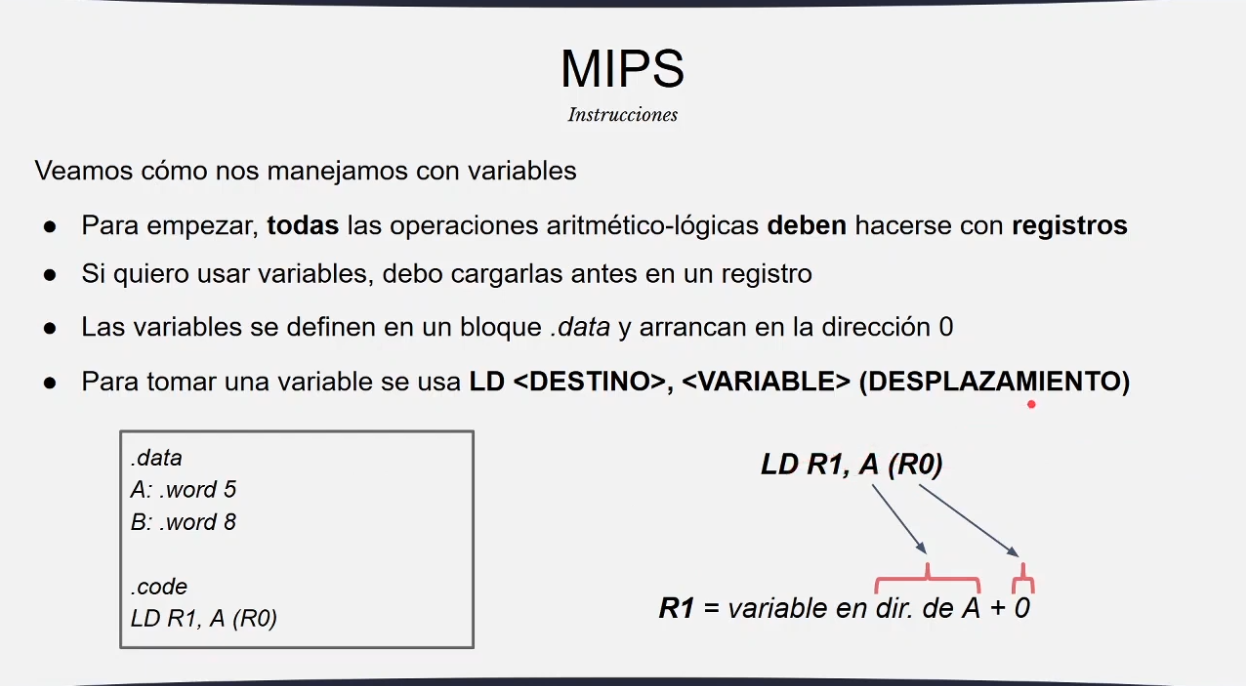 MIPS
Instrucciones
Veamos cómo nos manejamos con variables
● Para empezar, todas las operaciones aritmético-lógicas deben hacerse con registros
● Si quiero usar variables, debo cargarlas antes en un registro
● Las variables se definen en un bloque .data y arrancan en la dirección 0
● Para tomar una variable se usa LD <DESTINO>, <VARIABLE> (DESPLAZAMIENTO)
.data
A: .word 5
B: .word 8
.code
LD R1, A (R0)
LD R1, A (R0)
R1 = variable en dir. de A + 0